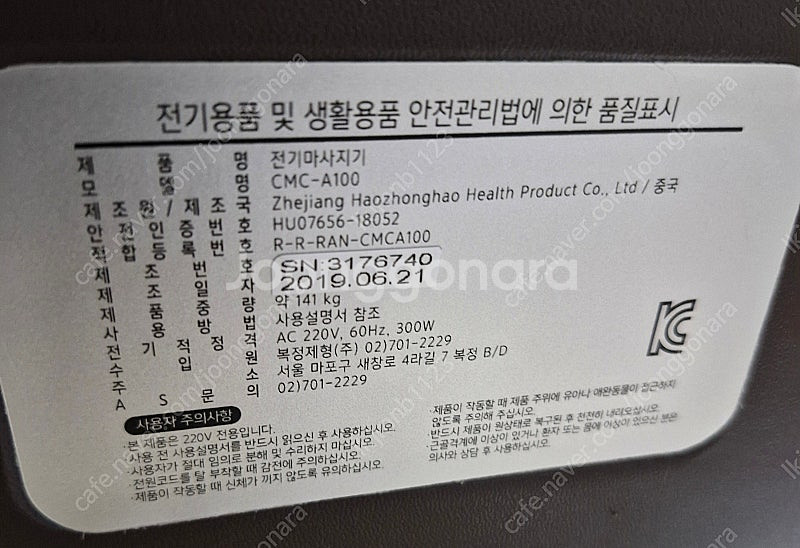 전기용품 및 생활용품 안전관리법에 의한 품질표시
제 품 명 전기마사지기
모 델 명 CMC-A100
제조원/제조국 Zhejiang Haozhonghao Health Product Co., Ltd / 중국
안전인증번호 HU07656-18052
적합등록번호 R-R-RAN-CMCA100
제조번호 SN 3176740
제조일자 2019.06.21
제품중량 약 141 kg
사용방법 사용설명서 참조
전기정격 AC 220V, 60Hz, 300W
수입원 복정제형(주) 02)701-2229
주소 서울 마포구 새창로 4라길 7 복정 B/D
A S 문의 02)701-2229
사용자 주의사항
·본 제품은 220V 전용입니다.
·사용 전 사용설명서를 반드시 읽으신 후 사용하십시오.
·사용자가 절대 임의로 분해 및 수리하지 마십시오.
·전원코드를 탈 부착할 때 감전에 주의하십시오.
·제품이 작동할 때 신체가 끼지 않도록 유의하십시오.
·제품이 작동할 때 제품 주위에 유아나 애완동물이 접근하지
않도록 주의해 주십시오.
·반드시 제품이 원상태로 복구된 후 천천히 내려오십시오.
·근골격계에 이상이 있거나 환자 또는 몸에 이상이 있으신 분은
의사와 상담 후 사용하십시오.
joonggonara
cafe.naver.com/joonggonara